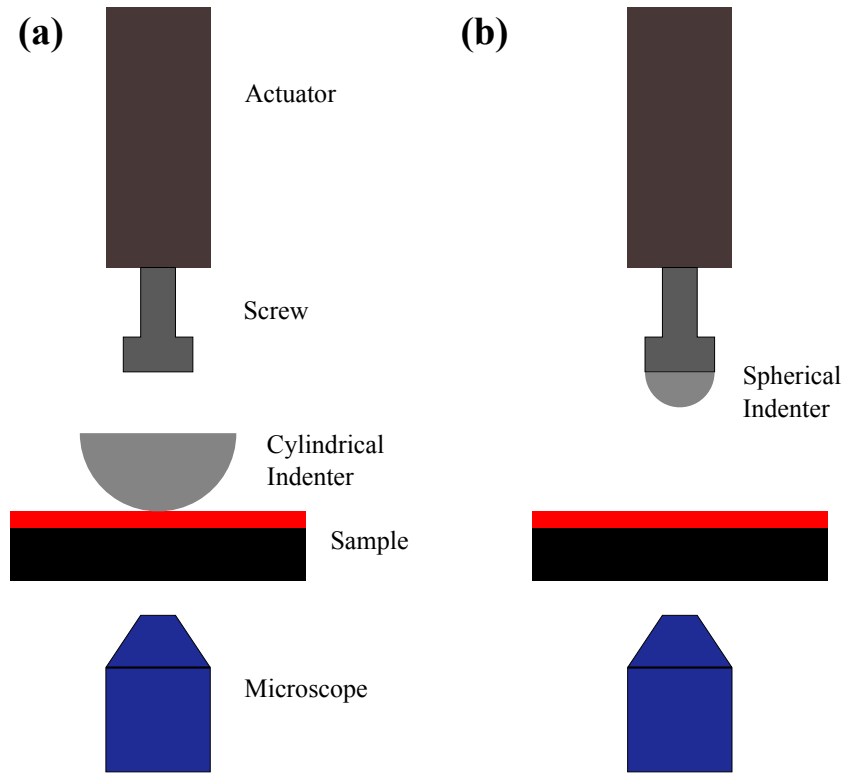 (a)
(b)
Actuator
Screw
Spherical
Indenter
Cylindrical
Indenter
Sample
Microscope